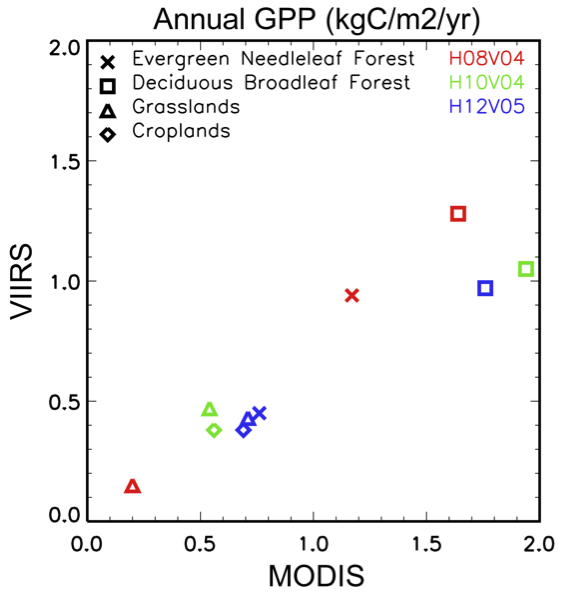 Annual GPP (kgC/m2/yr)
2.0
Evergreen Needleleaf Forest H08V04
Deciduous Broadleaf Forest H10V04
Grasslands H12V05
Croplands
1.5
VIIRS
1.0
0.5
0.0
0.0 0.5 1.0 1.5 2.0
MODIS